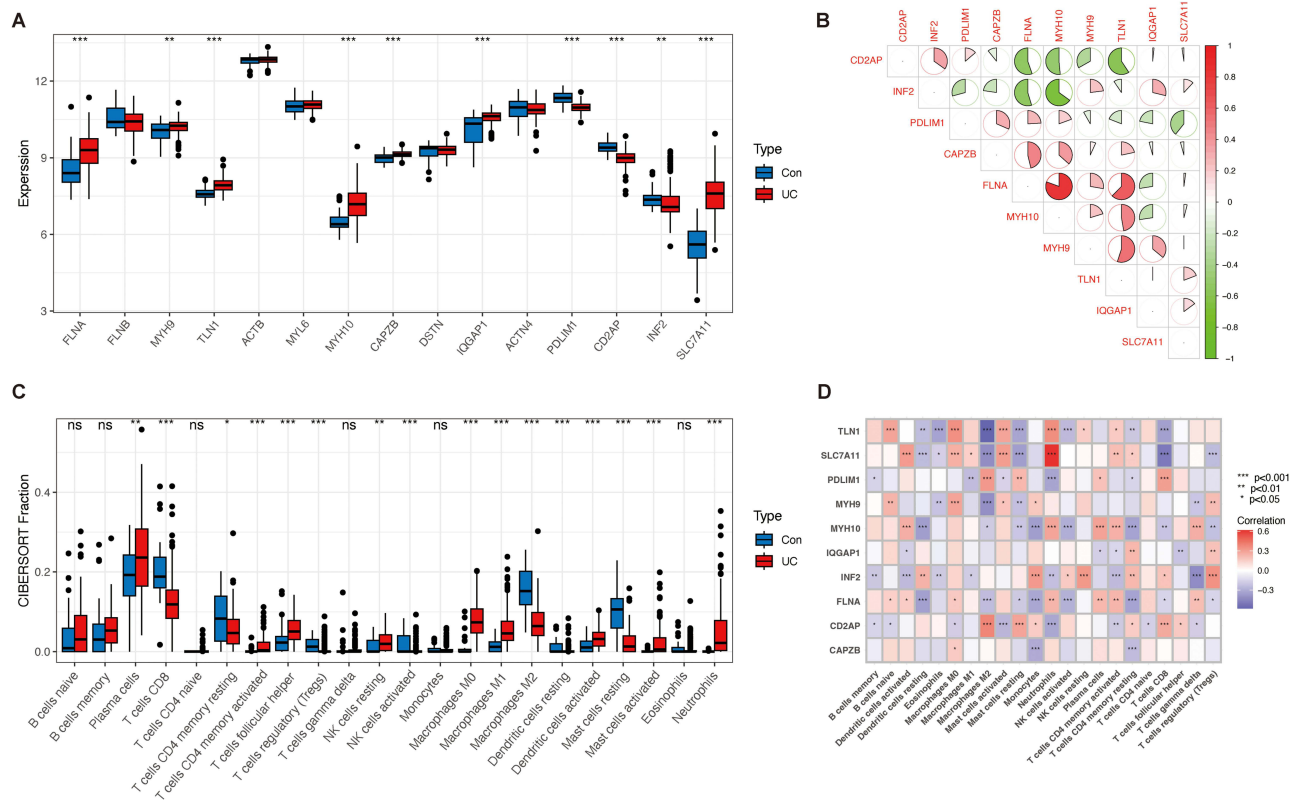 A
*** ** *** *** *** *** *** *** ** ***
Expression
12
9
6
3
FLNA FLNB MYH9 TLN1 ACTB MYL6 MYH10 CAPZB DSTN IQGAP1 ACTN4 PDLIM1 CD2AP INF2 SLC7A11
Type
Con
UC
B
CD2AP INF2 PDLIM1 CAPZB FLNA MYH10 MYH9 TLN1 IQGAP1 SLC7A11
CD2AP
INF2
PDLIM1
CAPZB
FLNA
MYH10
MYH9
TLN1
IQGAP1
SLC7A11
1
0.8
0.6
0.4
0.2
0
−0.2
−0.4
−0.6
−0.8
−1
C
ns ns ** *** ns * *** *** *** ns ** *** ns *** *** *** *** *** *** *** ns ***
CIBERSORT Fraction
0.4
0.2
0.0
B cells naive
B cells memory
Plasma cells
T cells CD8
T cells CD4 naive
T cells CD4 memory resting
T cells CD4 memory activated
T cells follicular helper
T cells regulatory (Tregs)
T cells gamma delta
NK cells resting
NK cells activated
Monocytes
Macrophages M0
Macrophages M1
Macrophages M2
Dendritic cells resting
Dendritic cells activated
Mast cells resting
Mast cells activated
Eosinophils
Neutrophils
Type
Con
UC
D
TLN1
SLC7A11
PDLIM1
MYH9
MYH10
IQGAP1
INF2
FLNA
CD2AP
CAPZB
B cells memory
B cells naive
Dendritic cells activated
Dendritic cells resting
Eosinophils
Macrophages M0
Macrophages M1
Macrophages M2
Mast cells activated
Mast cells resting
Monocytes
Neutrophils
NK cells activated
NK cells resting
Plasma cells
T cells CD4 memory activated
T cells CD4 memory resting
T cells CD4 naive
T cells CD8
T cells follicular helper
T cells gamma delta
T cells regulatory (Tregs)
*** p<0.001
** p<0.01
* p<0.05
Correlation
0.6
0.3
0.0
−0.3